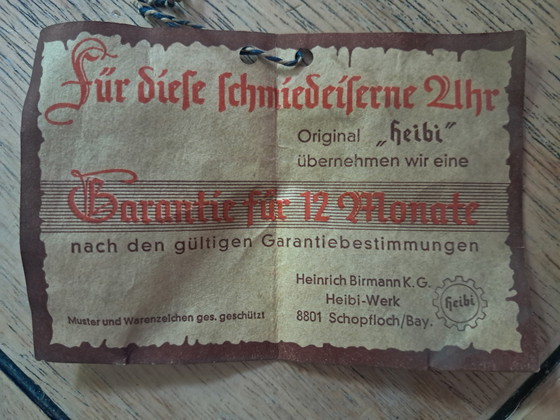 Für diese schmiedeiserne Uhr
Original „Heibi“
übernehmen wir eine
Garantie für 12 Monate
nach den gültigen Garantiebestimmungen
Heinrich Birmann K.G.
Heibi-Werk
8801 Schopfloch/Bay.
Heibi
Muster und Warenzeichen ges. geschützt